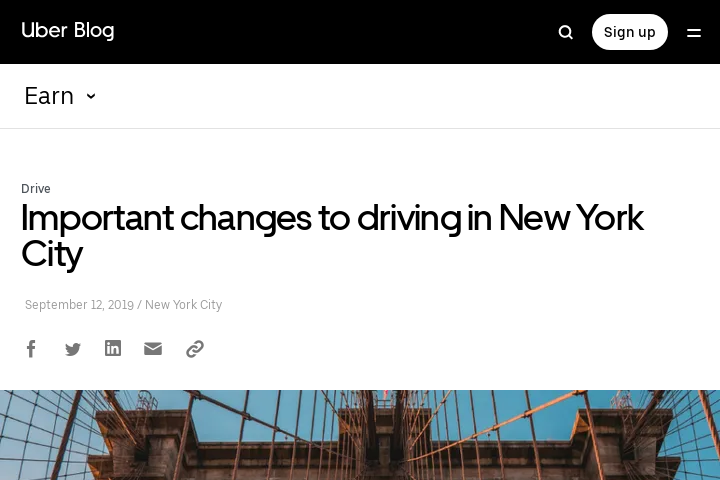 Uber Blog
Sign up
Earn
Drive
Important changes to driving in New York
City
September 12, 2019 / New York City